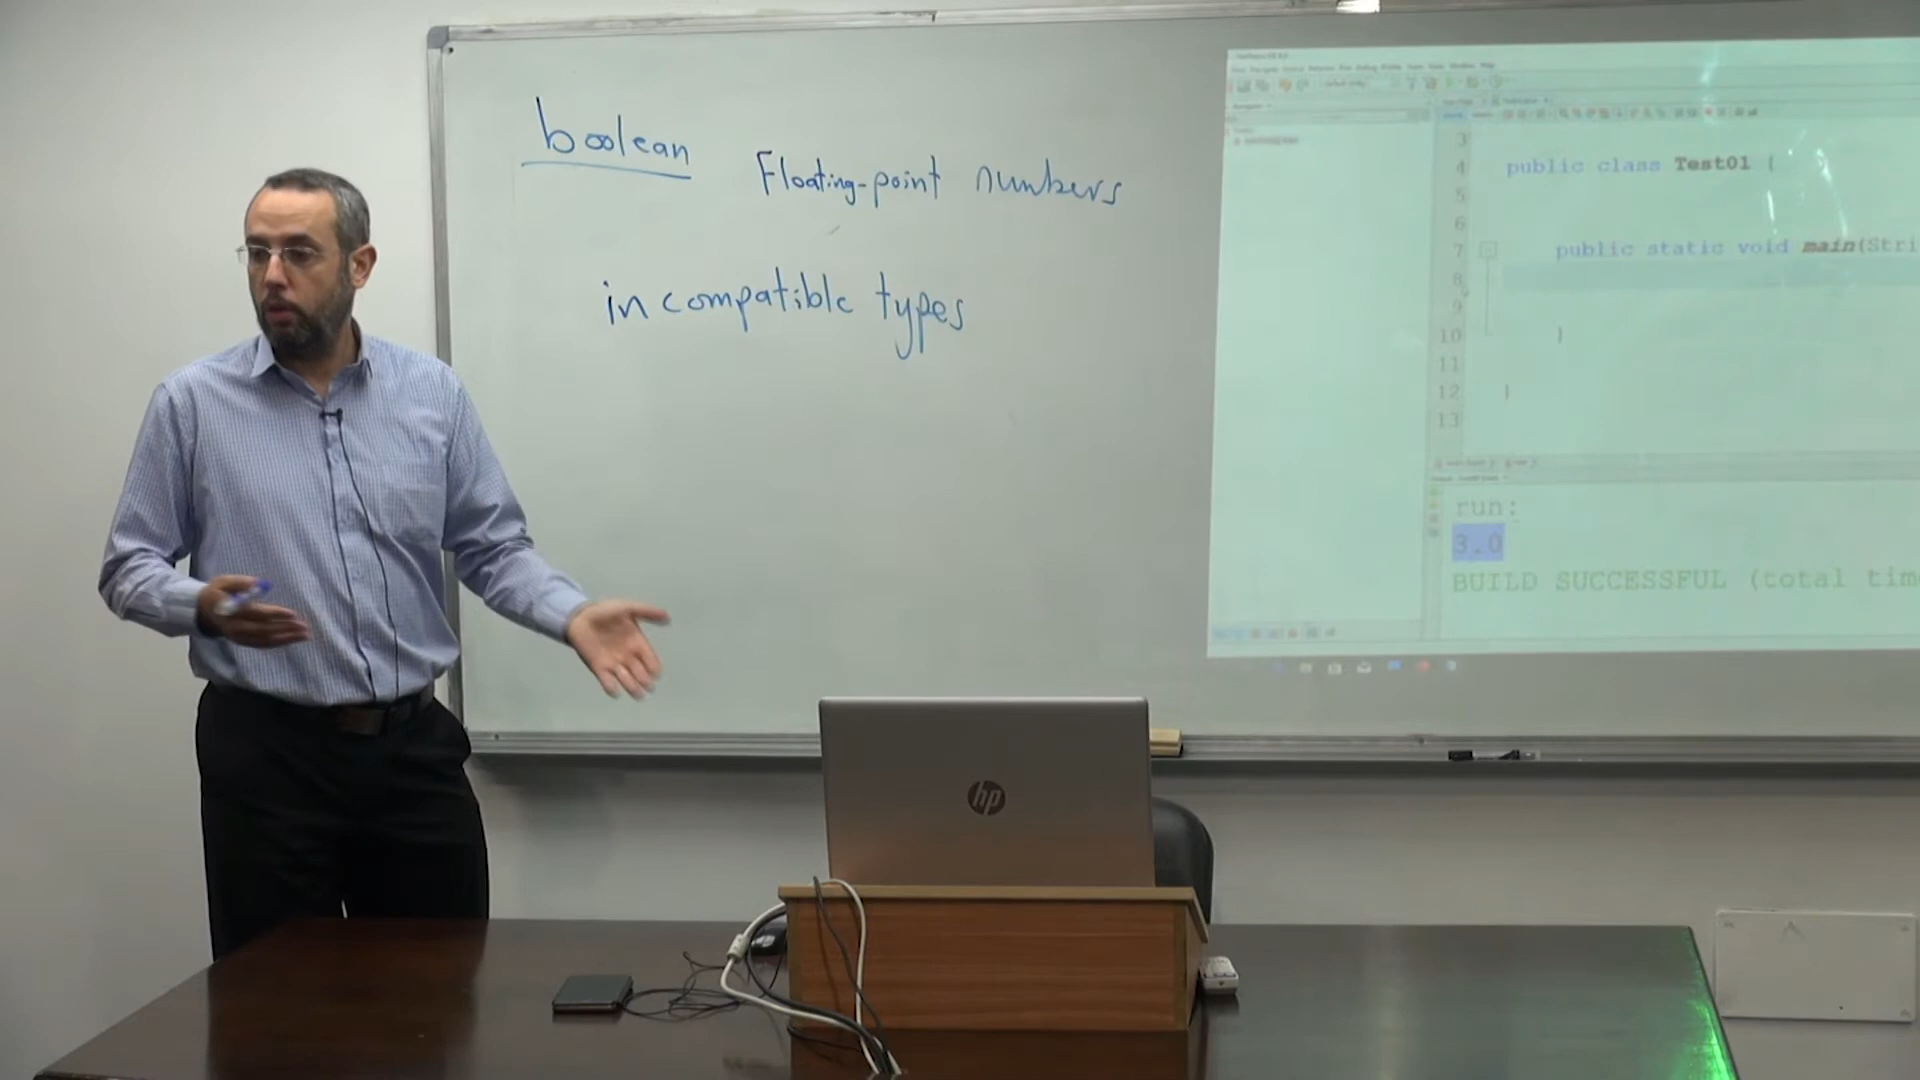 boolean
Floating-point numbers
incompatible types
3
4 public class Test01 {
5
6
7 public static void main(Stri
8
9
10 }
11
12 }
13
run:
3.0
BUILD SUCCESSFUL (total time
hp